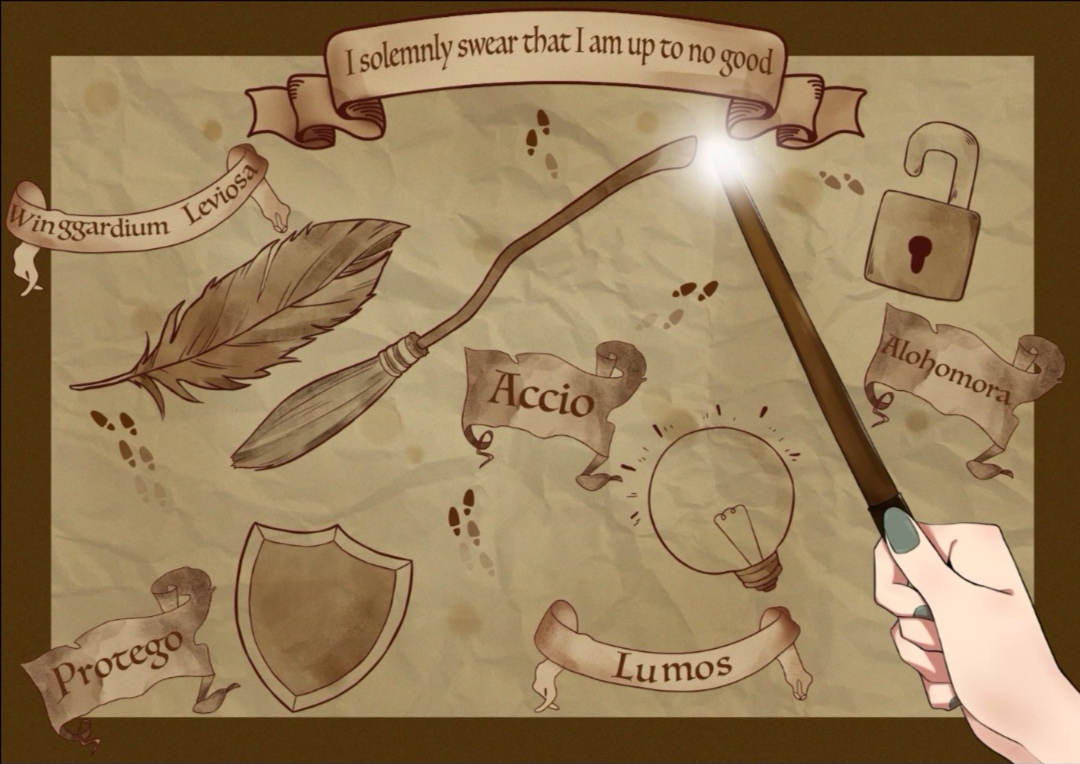 I solemnly swear that I am up to no good
Winggardium Leviosa
Accio
Alohomora
Protego
Lumos